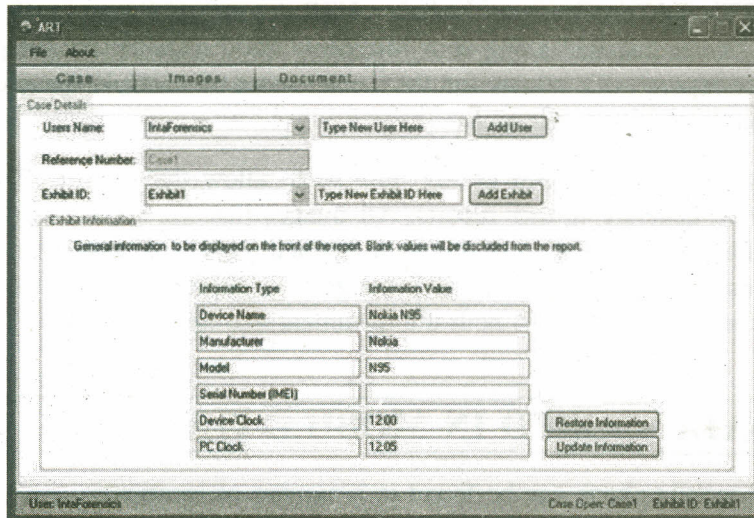 ART
File About
Case Images Document
Case Details
Users Name: IntaForensics Type New User Here Add User
Reference Number: Case1
Exhibit ID: Exhibit1 Type New Exhibit ID Here Add Exhibit
Exhibit Information
General information to be displayed on the front of the report. Blank values will be discluded from the report.
Information Type Information Value
Device Name Nokia N95
Manufacturer Nokia
Model N95
Serial Number (IMEI)
Device Clock 12:00 Restore Information
PC Clock 12:05 Update Information
User: IntaForensics Case Open: Case1 Exhibit ID: Exhibit1